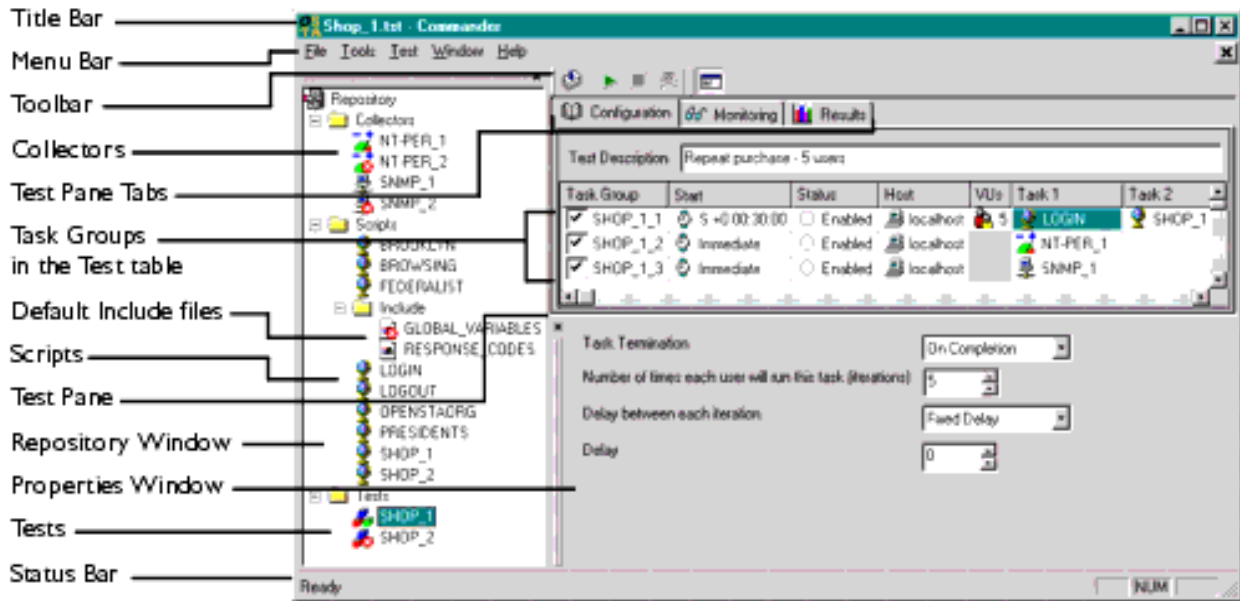 Title Bar
Menu Bar
Toolbar
Collectors
Test Pane Tabs
Task Groups
in the Test table
Default Include files
Scripts
Test Pane
Repository Window
Properties Window
Tests
Status Bar
Shop_1.tst - Commander
File Tools Test Window Help
Repository
Collectors
NT-PER_1
NT-PER_2
SNMP_1
SNMP_2
Scripts
BROOKLYN
BROWSING
FEDERALIST
Include
GLOBAL_VARIABLES
RESPONSE_CODES
LOGIN
LOGOUT
OPENSTAORG
PRESIDENTS
SHOP_1
SHOP_2
Tests
SHOP_1
SHOP_2
Configuration Monitoring Results
Test Description Repeat purchase - 5 users
Task Group Start Status Host VUs Task 1 Task 2
SHOP_1_1 S +0 00:30:00 Enabled localhost 5 LOGIN SHOP_1
SHOP_1_2 Immediate Enabled localhost NT-PER_1
SHOP_1_3 Immediate Enabled localhost SNMP_1
Task Termination On Completion
Number of times each user will run this task (iterations) 5
Delay between each iteration Fixed Delay
Delay 0
Ready NUM